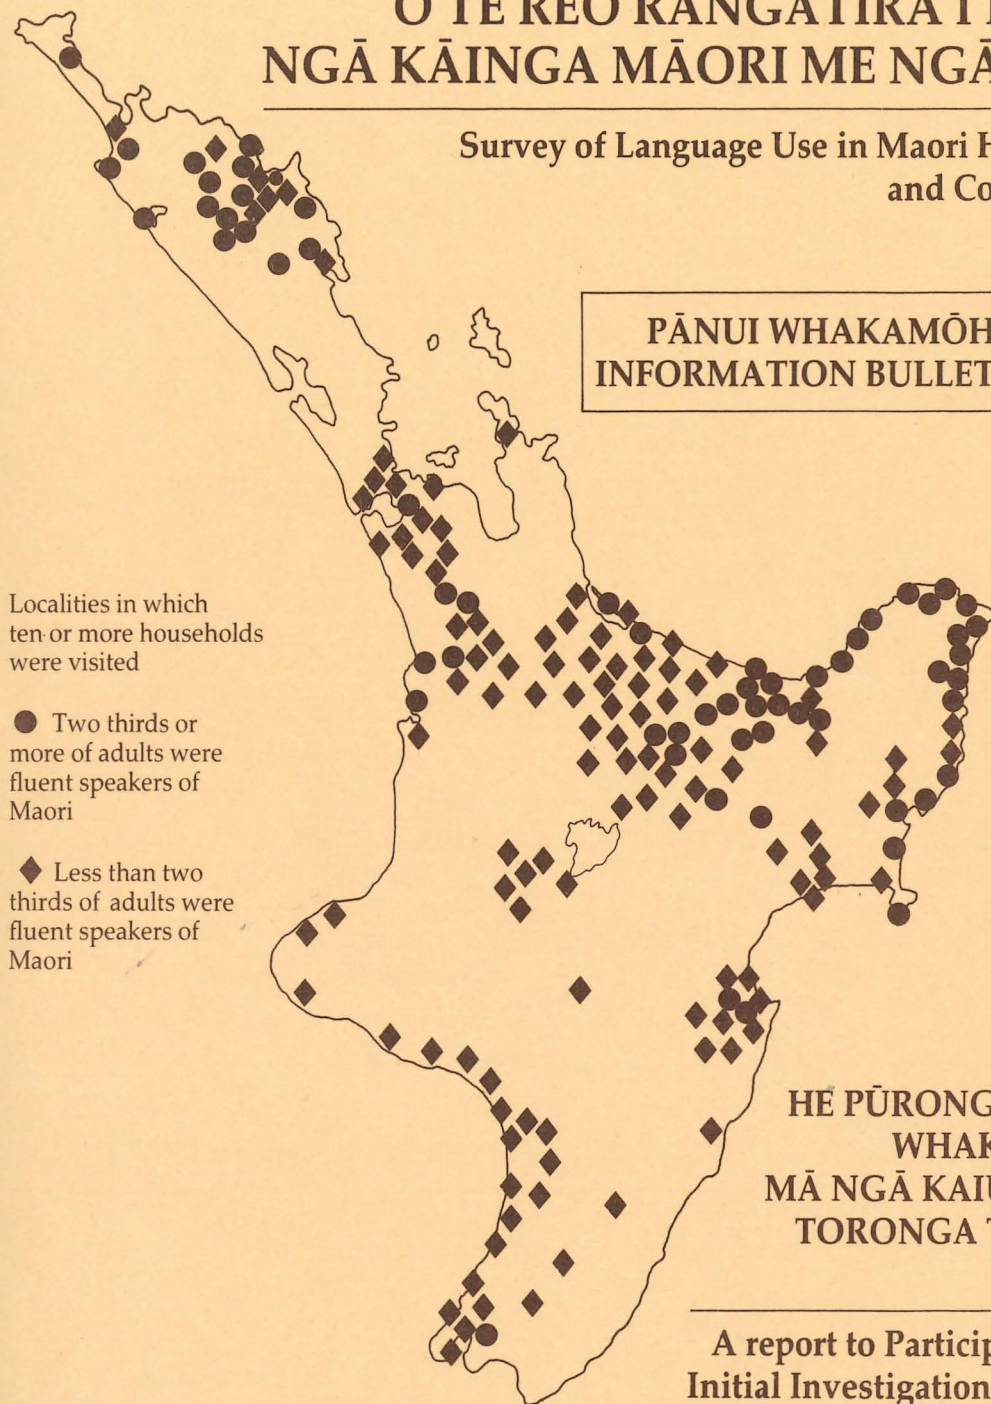 O TE REO RANGATIRA I
NGĀ KĀINGA MĀORI ME NGĀ
Survey of Language Use in Maori H
and Co
PĀNUI WHAKAMŌH
INFORMATION BULLET
Localities in which
ten or more households
were visited
Two thirds or
more of adults were
fluent speakers of
Maori
Less than two
thirds of adults were
fluent speakers of
Maori
HE PŪRONG
WHAK
MĀ NGĀ KAIU
TORONGA T
A report to Particip
Initial Investigation